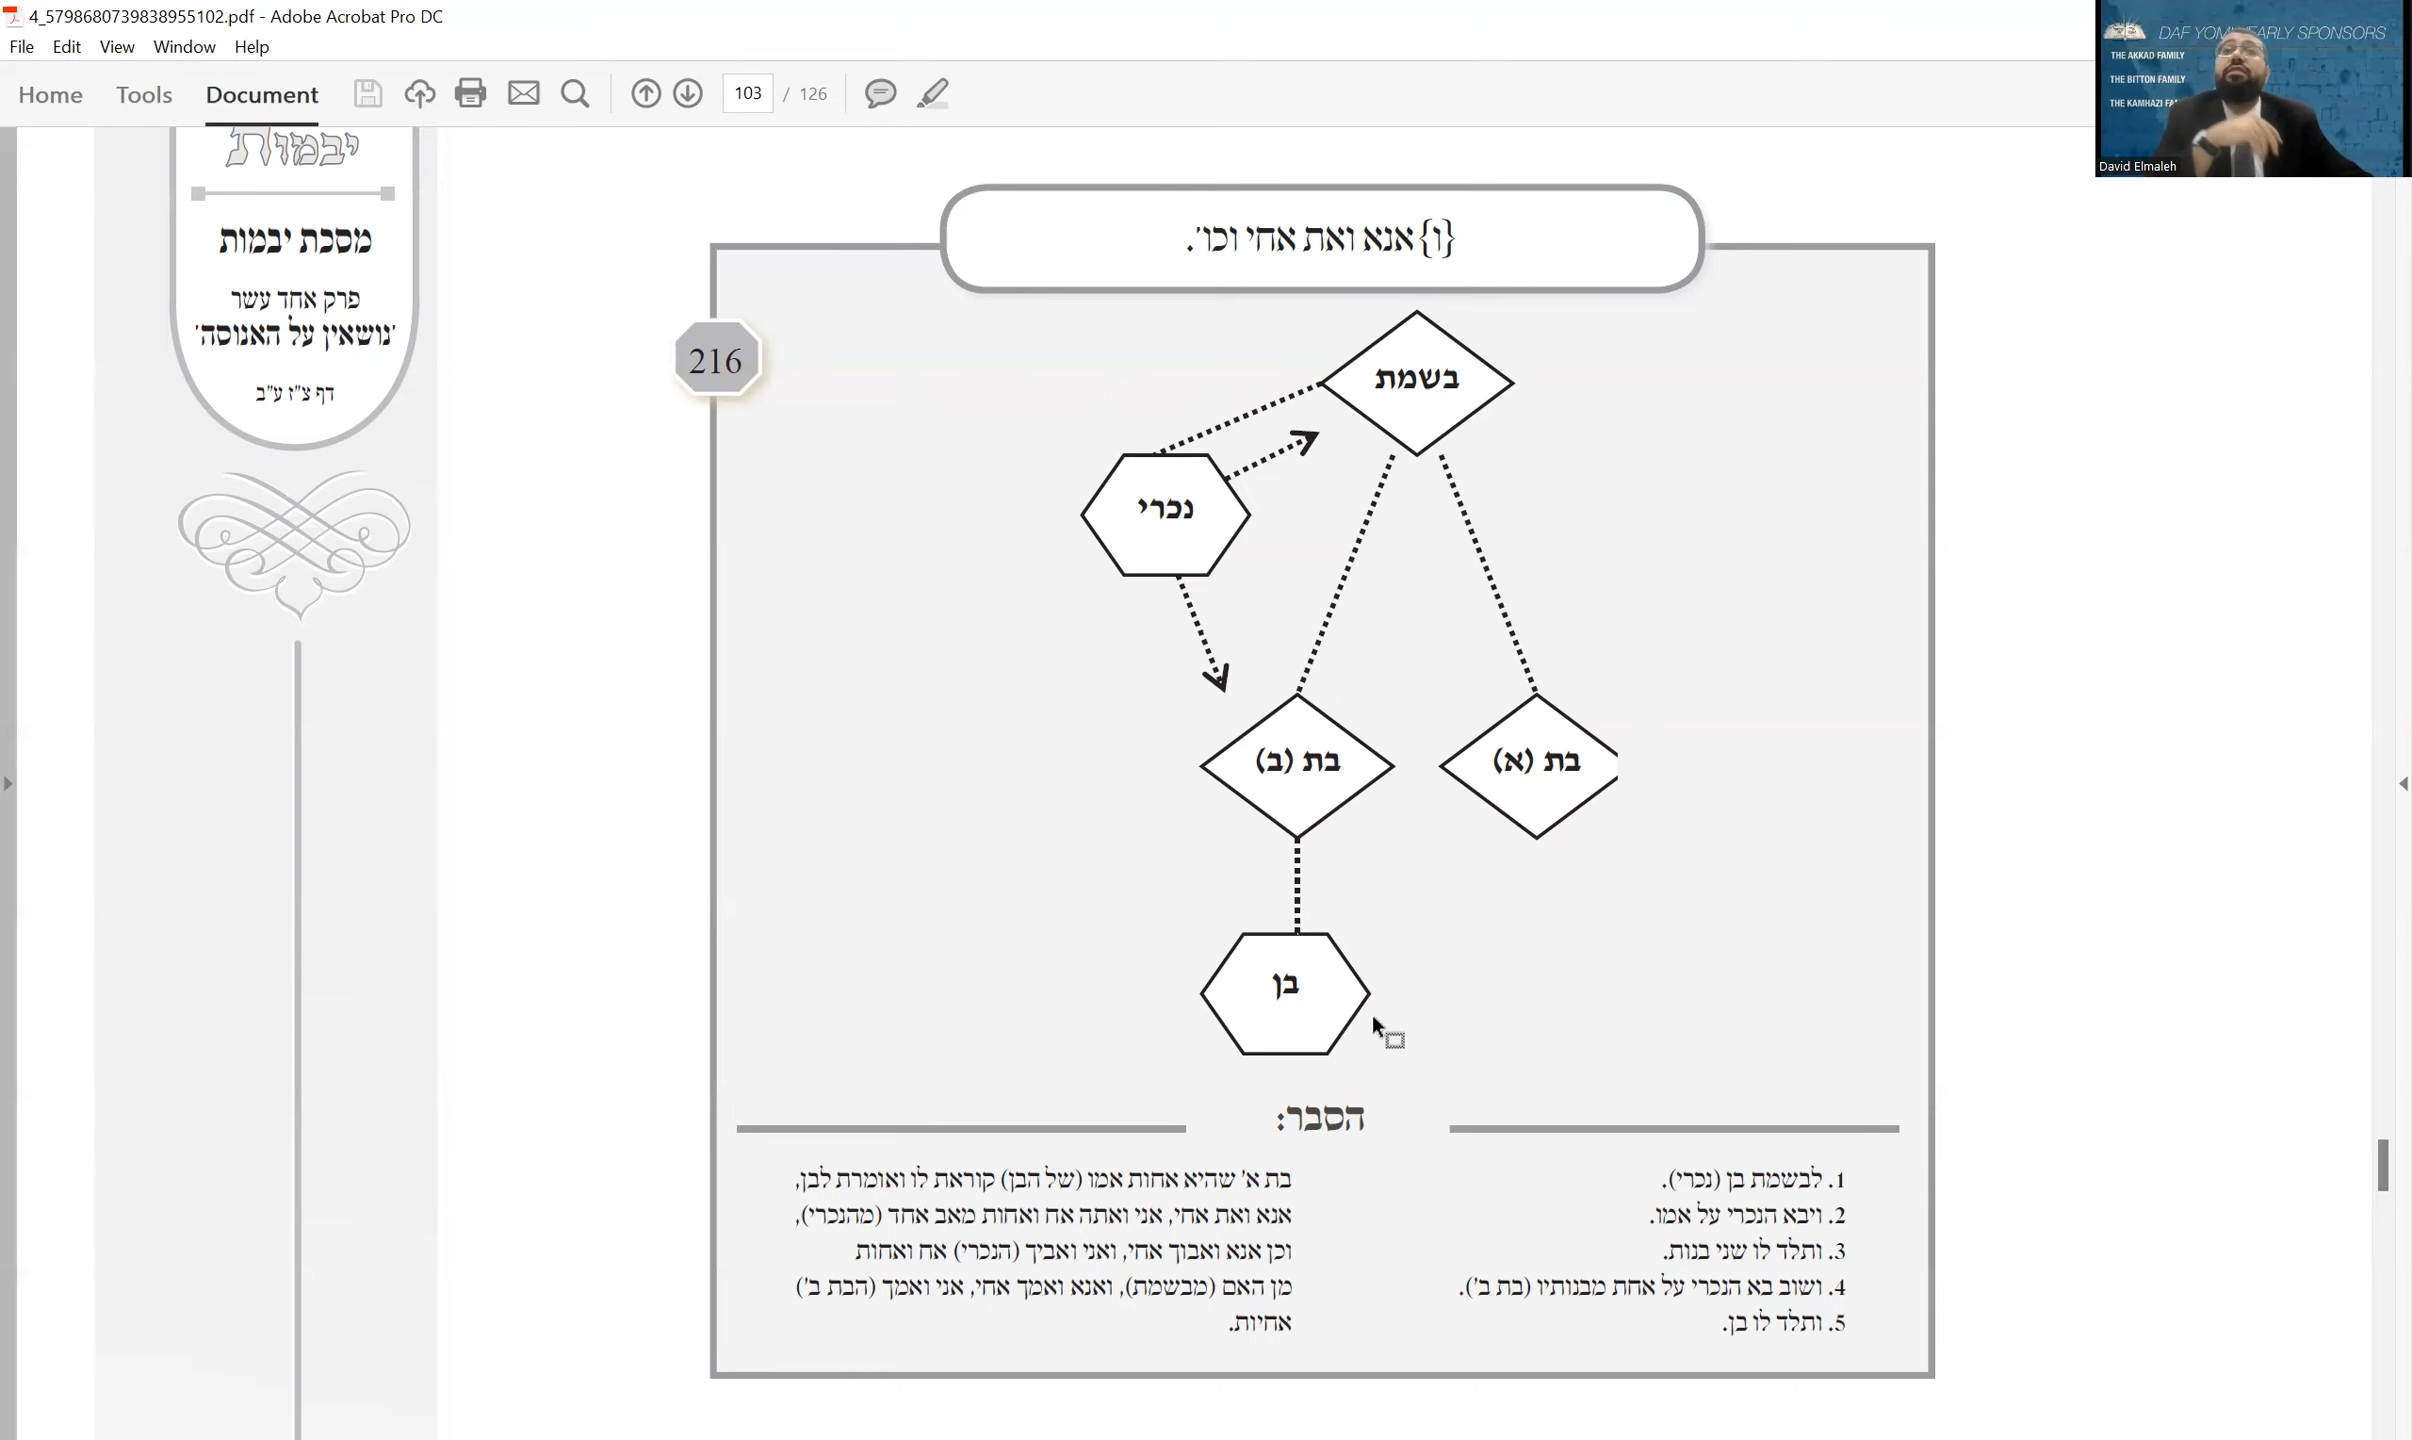 4_5798680739838955102.pdf - Adobe Acrobat Pro DC
File Edit View Window Help
Home Tools Document 103 / 126
DAF YOMI YEARLY SPONSORS
THE AKKAD FAMILY
THE BITTON FAMILY
THE KAMHAZI FA
David Elmaleh
יבמות
מסכת יבמות
פרק אחד עשר
'נושאין על האנוסה'
דף צ"ז ע"ב
{ו} אנא ואת אחי וכו'.
216
בשמת
נכרי
בת (א)
בת (ב)
בן
הסבר:
1. לבשמת בן (נכרי).
2. ויבא הנכרי על אמו.
3. ותלד לו שני בנות.
4. ושוב בא הנכרי על אחת מבנותיו (בת ב').
5. ותלד לו בן.
בת א' שהיא אחות אמו (של הבן) קוראת לו ואומרת לבן,
אנא ואת אחי, אני ואתה אח ואחות מאב אחד (מהנכרי),
וכן אנא ואבוך אחי, ואני ואביך (הנכרי) אח ואחות
מן האם (מבשמת), ואנא ואמך אחי, אני ואמך (הבת ב')
אחיות.